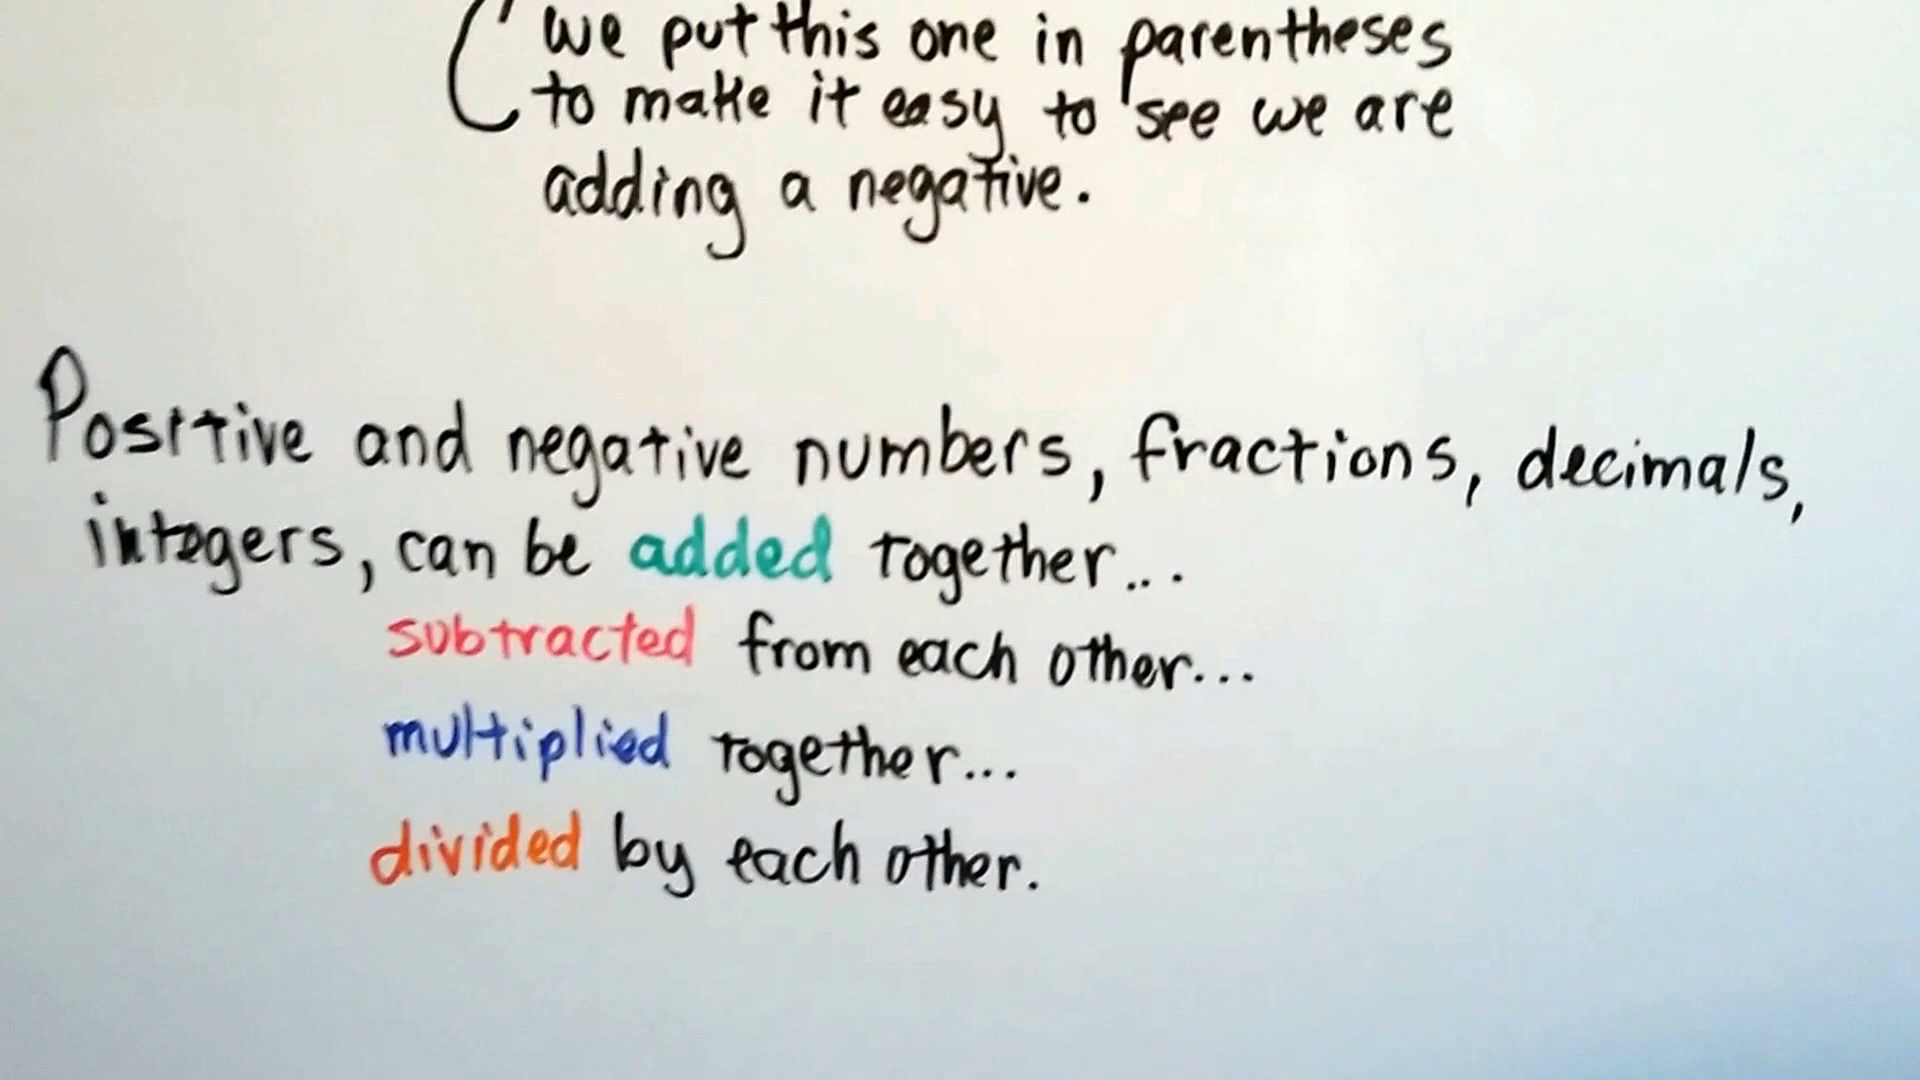 we put this one in parentheses
to make it easy to see we are
adding a negative.
Positive and negative numbers, fractions, decimals,
integers, can be added together...
subtracted from each other...
multiplied together...
divided by each other.